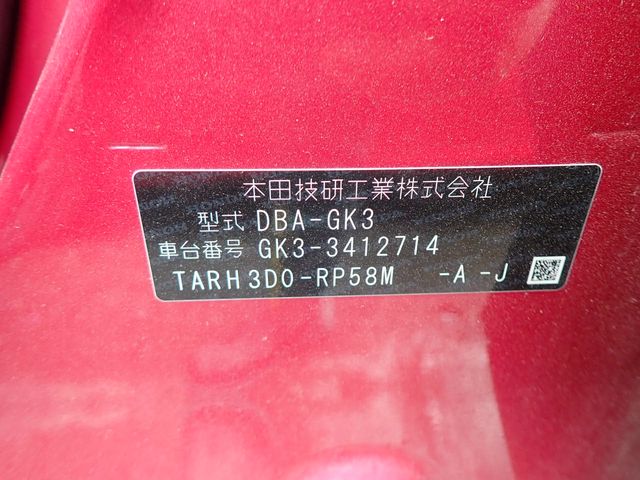 本田技研工業株式会社
型式 DBA-GK3
車台番号 GK3-3412714
TARH3D0-RP58M -A -J